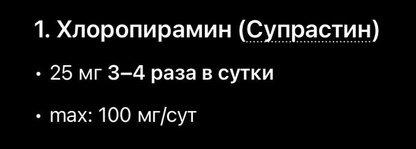 1. Хлоропирамин (Супрастин)
• 25 мг 3–4 раза в сутки
• max: 100 мг/сут